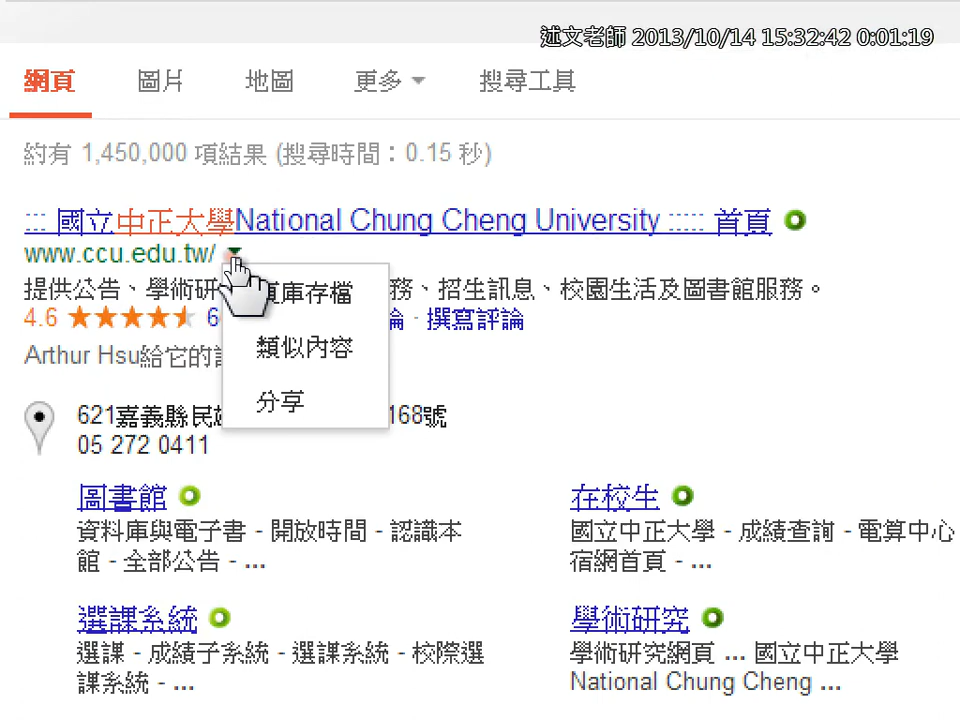 述文老師 2013/10/14 15:32:42 0:01:19
網頁 圖片 地圖 更多 搜尋工具
約有 1,450,000 項結果 (搜尋時間：0.15 秒)
::: 國立中正大學National Chung Cheng University ::::: 首頁
www.ccu.edu.tw/
頁庫存檔
提供公告、學術研 務、招生訊息、校園生活及圖書館服務。
4.6 6 論 - 撰寫評論
類似內容
Arthur Hsu給它的評
分享
621嘉義縣民雄 168號
05 272 0411
圖書館
資料庫與電子書 - 開放時間 - 認識本
館 - 全部公告 - ...
在校生
國立中正大學 - 成績查詢 - 電算中心
宿網首頁 - ...
選課系統
選課 - 成績子系統 - 選課系統 - 校際選
課系統 - ...
學術研究
學術研究網頁 ... 國立中正大學
National Chung Cheng ...